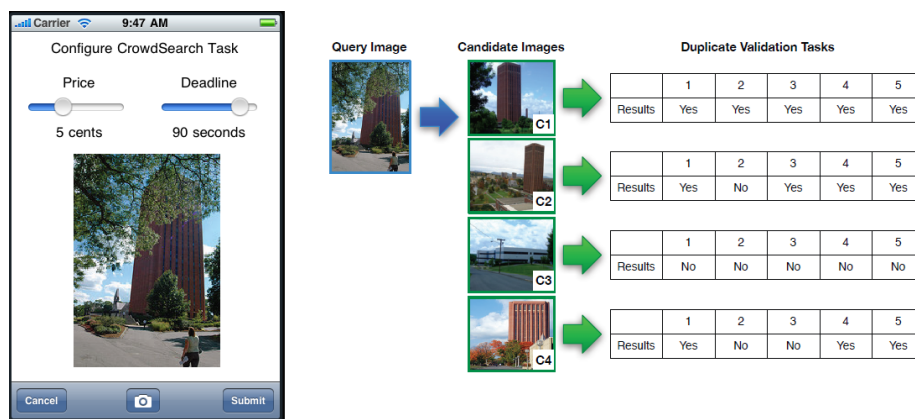 Carrier 9:47 AM
Configure CrowdSearch Task
Price Deadline
5 cents 90 seconds
Cancel Submit
Query Image Candidate Images Duplicate Validation Tasks
C1
1 2 3 4 5
Results Yes Yes Yes Yes Yes
C2
1 2 3 4 5
Results Yes No Yes Yes Yes
C3
1 2 3 4 5
Results No No No No No
C4
1 2 3 4 5
Results Yes No No Yes Yes